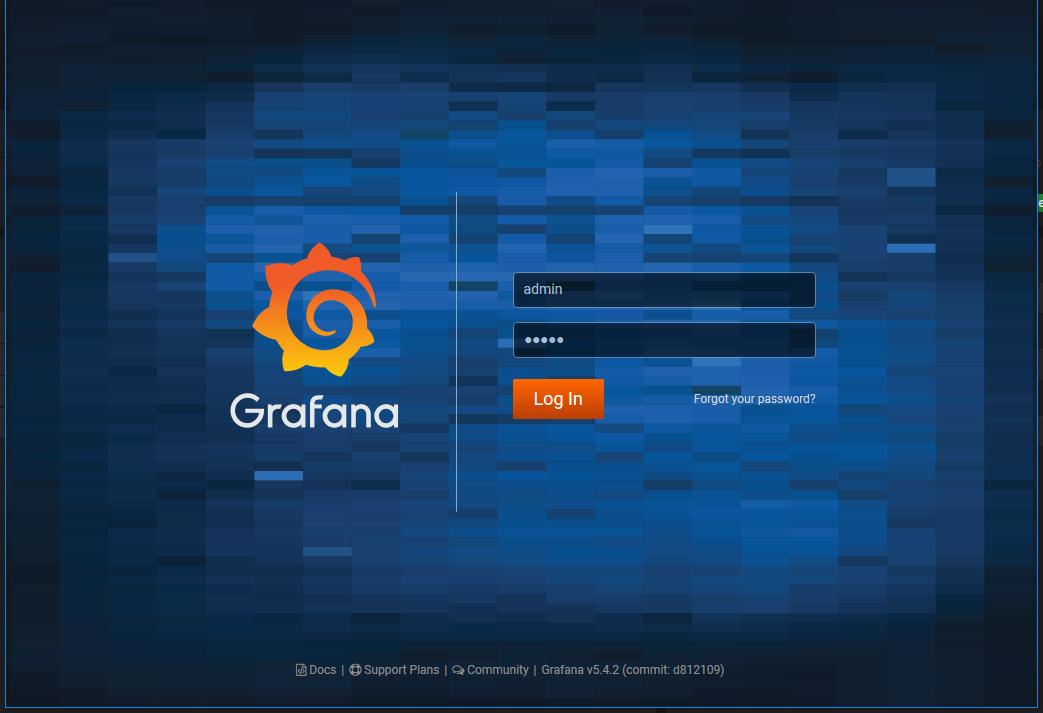 admin
●●●●●
Log In
Forgot your password?
Grafana
Docs | Support Plans | Community | Grafana v5.4.2 (commit: d812109)